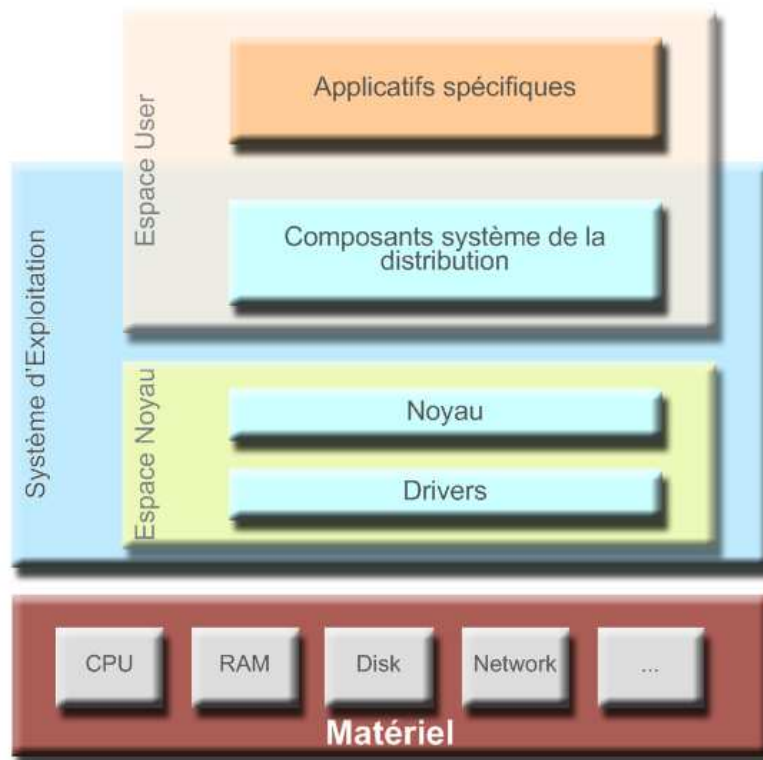 Espace User
Applicatifs spécifiques
Composants système de la
distribution
Système d'Exploitation
Espace Noyau
Noyau
Drivers
CPU
RAM
Disk
Network
...
Matériel